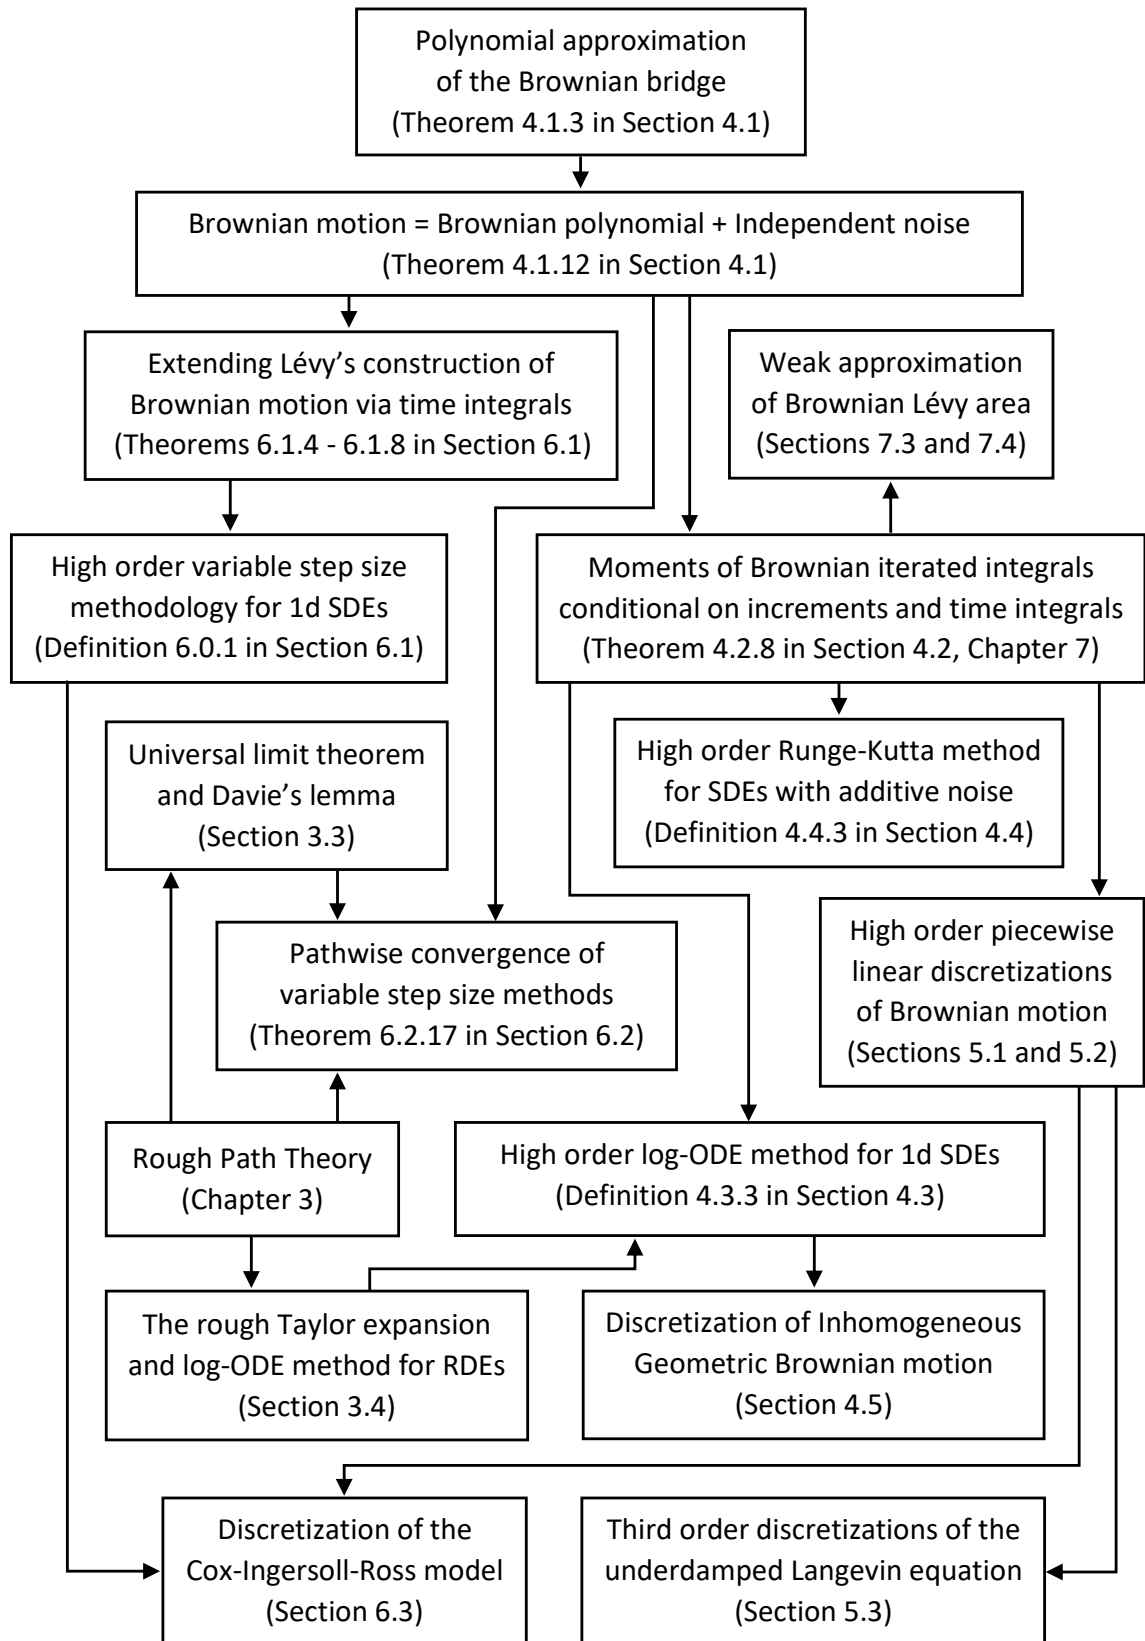 Polynomial approximation
of the Brownian bridge
(Theorem 4.1.3 in Section 4.1)
Brownian motion = Brownian polynomial + Independent noise
(Theorem 4.1.12 in Section 4.1)
Extending Lévy’s construction of
Brownian motion via time integrals
(Theorems 6.1.4 - 6.1.8 in Section 6.1)
Weak approximation
of Brownian Lévy area
(Sections 7.3 and 7.4)
High order variable step size
methodology for 1d SDEs
(Definition 6.0.1 in Section 6.1)
Moments of Brownian iterated integrals
conditional on increments and time integrals
(Theorem 4.2.8 in Section 4.2, Chapter 7)
Universal limit theorem
and Davie’s lemma
(Section 3.3)
High order Runge-Kutta method
for SDEs with additive noise
(Definition 4.4.3 in Section 4.4)
Pathwise convergence of
variable step size methods
(Theorem 6.2.17 in Section 6.2)
High order piecewise
linear discretizations
of Brownian motion
(Sections 5.1 and 5.2)
Rough Path Theory
(Chapter 3)
High order log-ODE method for 1d SDEs
(Definition 4.3.3 in Section 4.3)
The rough Taylor expansion
and log-ODE method for RDEs
(Section 3.4)
Discretization of Inhomogeneous
Geometric Brownian motion
(Section 4.5)
Discretization of the
Cox-Ingersoll-Ross model
(Section 6.3)
Third order discretizations of the
underdamped Langevin equation
(Section 5.3)